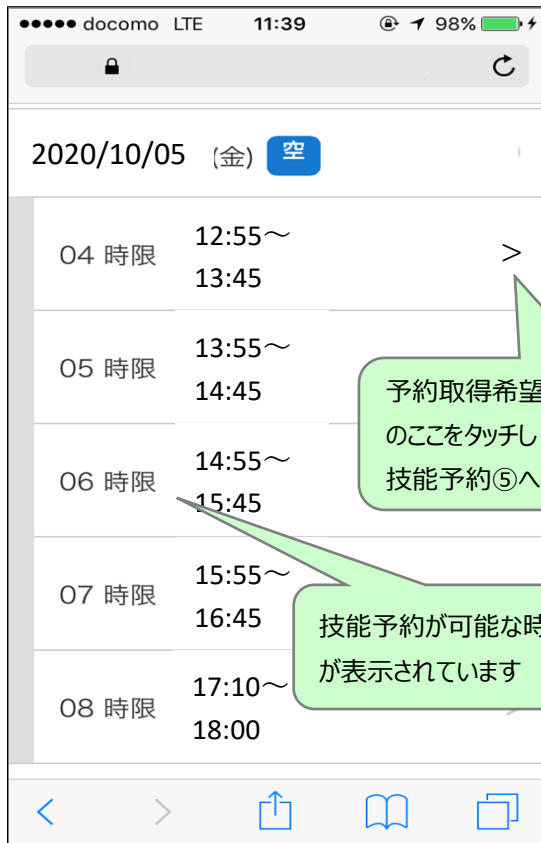 docomo LTE 11:39 98%
2020/10/05 (金) 空
04 時限 12:55～
13:45
>
05 時限 13:55～
14:45
予約取得希望
のここをタッチし
技能予約⑤へ
06 時限 14:55～
15:45
07 時限 15:55～
16:45
技能予約が可能な時
が表示されています
08 時限 17:10～
18:00